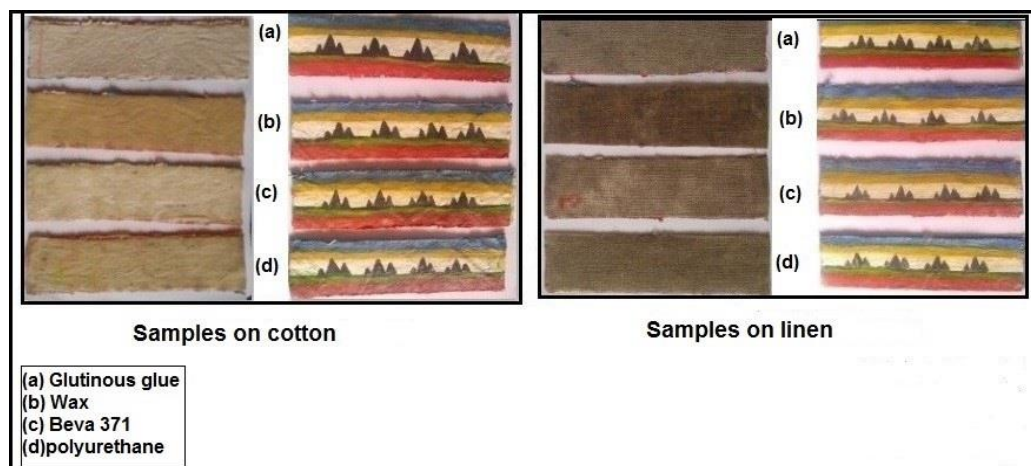 (a)
(b)
(c)
(d)
(a)
(b)
(c)
(d)
Samples on cotton
Samples on linen
(a) Glutinous glue
(b) Wax
(c) Beva 371
(d)polyurethane